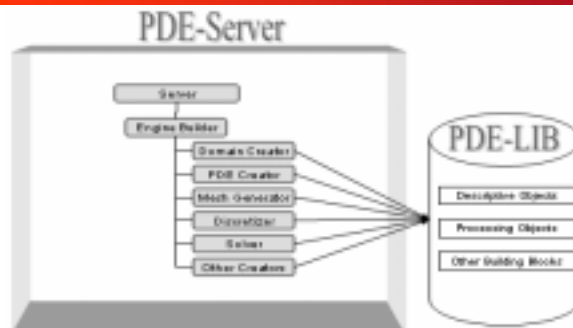 PDE-Server
Server
Engine Builder
Domain Creator
PDE Creator
Mesh Generator
Discretizer
Solver
Other Creators
PDE-LIB
Descriptive Objects
Processing Objects
Other Building Blocks